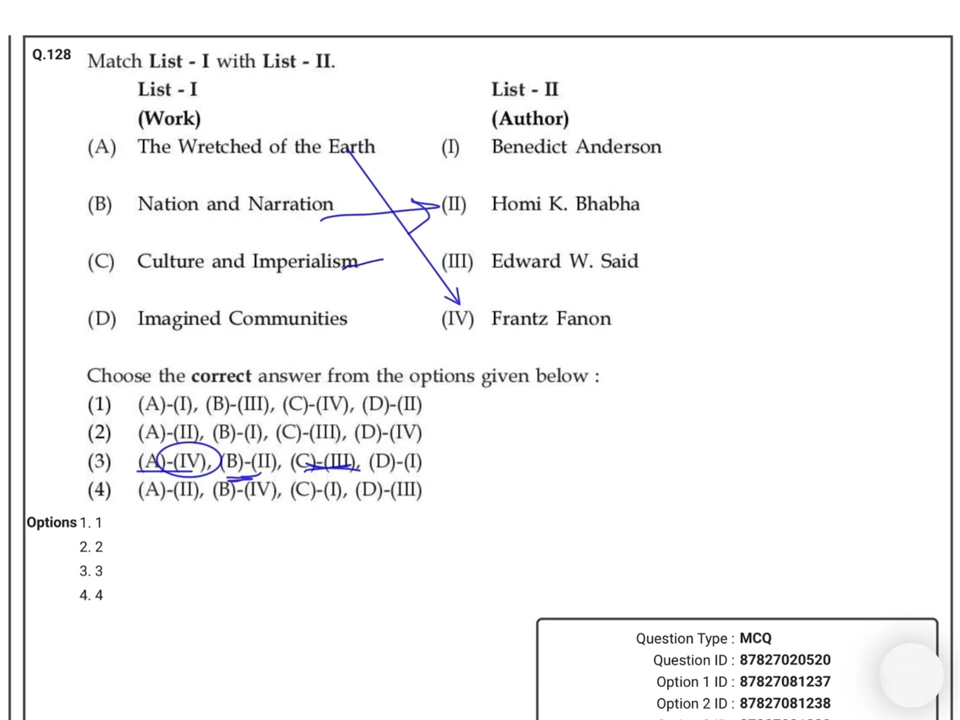 Q.128 Match List - I with List - II.
List - I List - II
(Work) (Author)
(A) The Wretched of the Earth (I) Benedict Anderson
(B) Nation and Narration (II) Homi K. Bhabha
(C) Culture and Imperialism (III) Edward W. Said
(D) Imagined Communities (IV) Frantz Fanon
Choose the correct answer from the options given below :
(1) (A)-(I), (B)-(III), (C)-(IV), (D)-(II)
(2) (A)-(II), (B)-(I), (C)-(III), (D)-(IV)
(3) (A)-(IV), (B)-(II), (C)-(III), (D)-(I)
(4) (A)-(II), (B)-(IV), (C)-(I), (D)-(III)
Options 1. 1
2. 2
3. 3
4. 4
Question Type : MCQ
Question ID : 87827020520
Option 1 ID : 87827081237
Option 2 ID : 87827081238